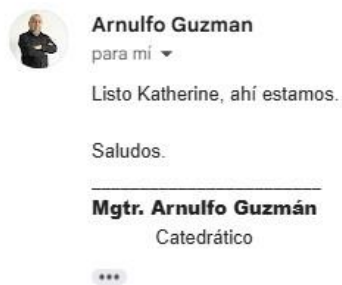 Arnulfo Guzman
para mí
Listo Katherine, ahí estamos.
Saludos.
Mgtr. Arnulfo Guzmán
Catedrático